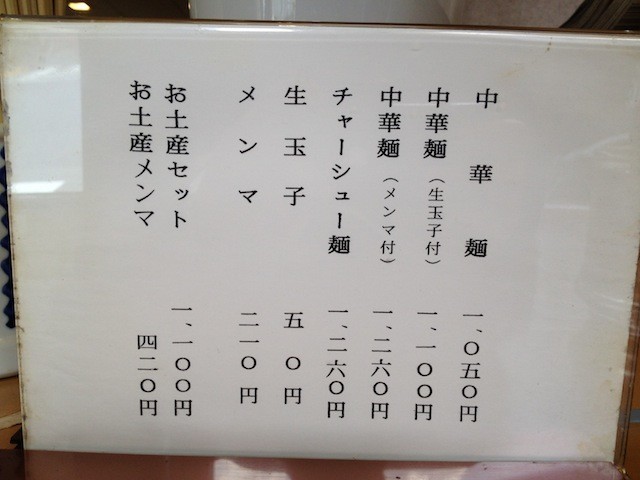 中華麺 一、〇五〇円
中華麺（生玉子付） 一、一〇〇円
中華麺（メンマ付） 一、二六〇円
チャーシュー麺 一、二六〇円
生玉子 五〇円
メンマ 二一〇円
お土産セット 一、一〇〇円
お土産メンマ 四二〇円